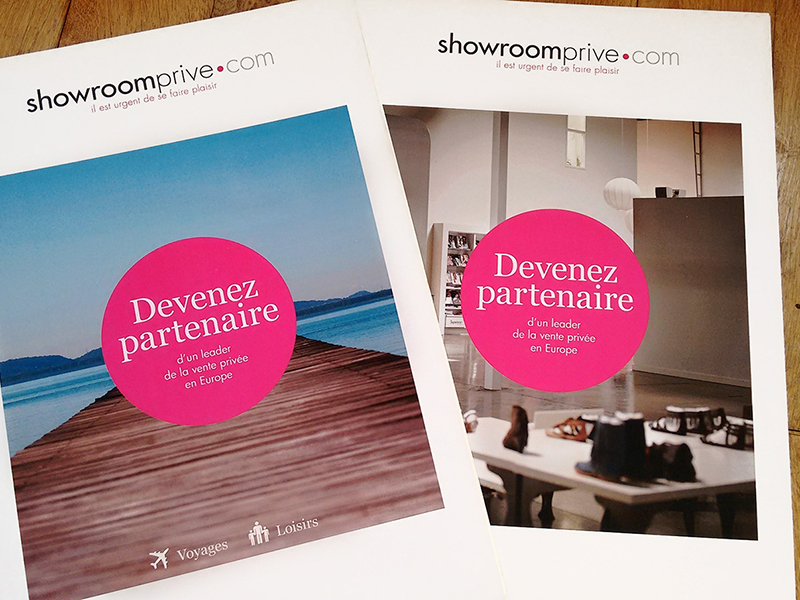 showroomprive.com
il est urgent de se faire plaisir
Devenez
partenaire
d'un leader
de la vente privée
en Europe
Voyages
Loisirs
showroomprive.com
il est urgent de se faire plaisir
Devenez
partenaire
d'un leader
de la vente privée
en Europe